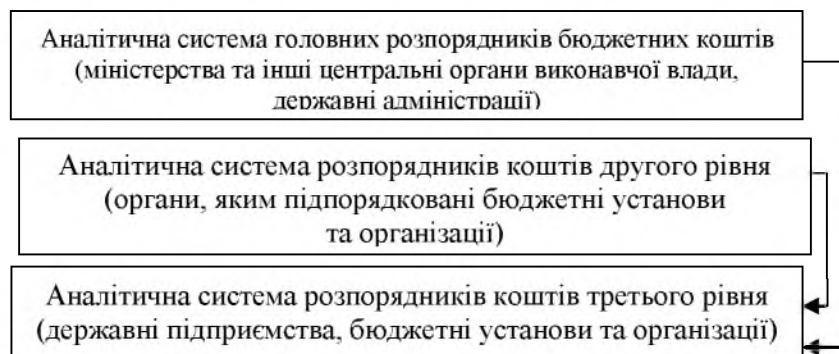 Аналітична система головних розпорядників бюджетних коштів
(міністерства та інші центральні органи виконавчої влади,
державні адміністрації)
Аналітична система розпорядників коштів другого рівня
(органи, яким підпорядковані бюджетні установи
та організації)
Аналітична система розпорядників коштів третього рівня
(державні підприємства, бюджетні установи та організації)